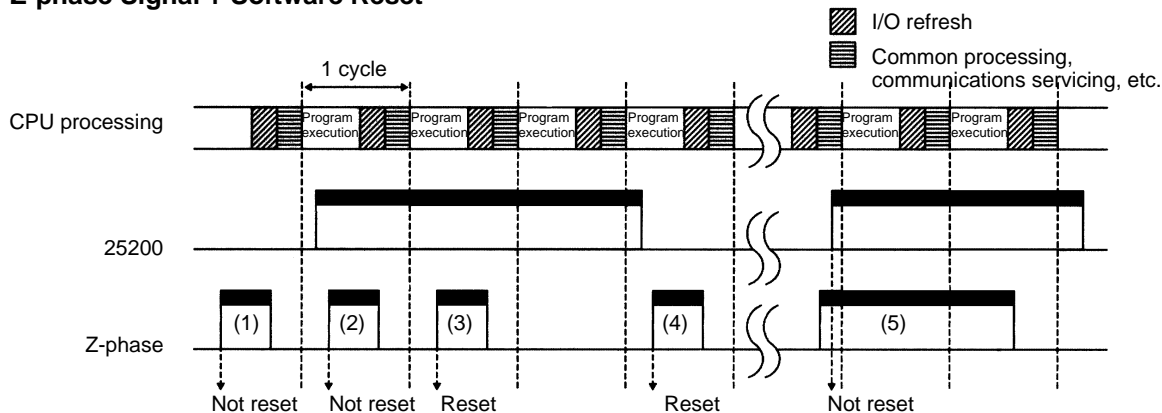 Z-phase Signal + Software Reset
I/O refresh
Common processing,
communications servicing, etc.
1 cycle
CPU processing
Program
execution
Program
execution
Program
execution
Program
execution
Program
execution
Program
execution
25200
(1)
(2)
(3)
(4)
(5)
Z-phase
Not reset
Not reset
Reset
Reset
Not reset